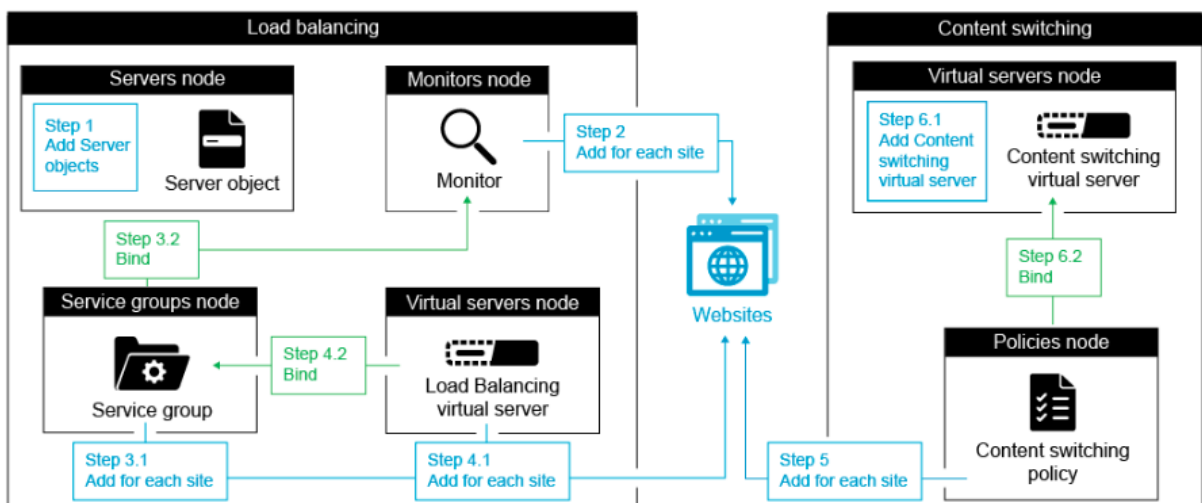 Load balancing
Servers node
Step 1
Add Server
objects
Server object
Monitors node
Monitor
Step 2
Add for each site
Step 3.2
Bind
Service groups node
Service group
Step 4.2
Bind
Virtual servers node
Load Balancing
virtual server
Step 3.1
Add for each site
Step 4.1
Add for each site
Websites
Content switching
Virtual servers node
Step 6.1
Add Content
switching
virtual server
Content switching
virtual server
Step 6.2
Bind
Policies node
Content switching
policy
Step 5
Add for each site